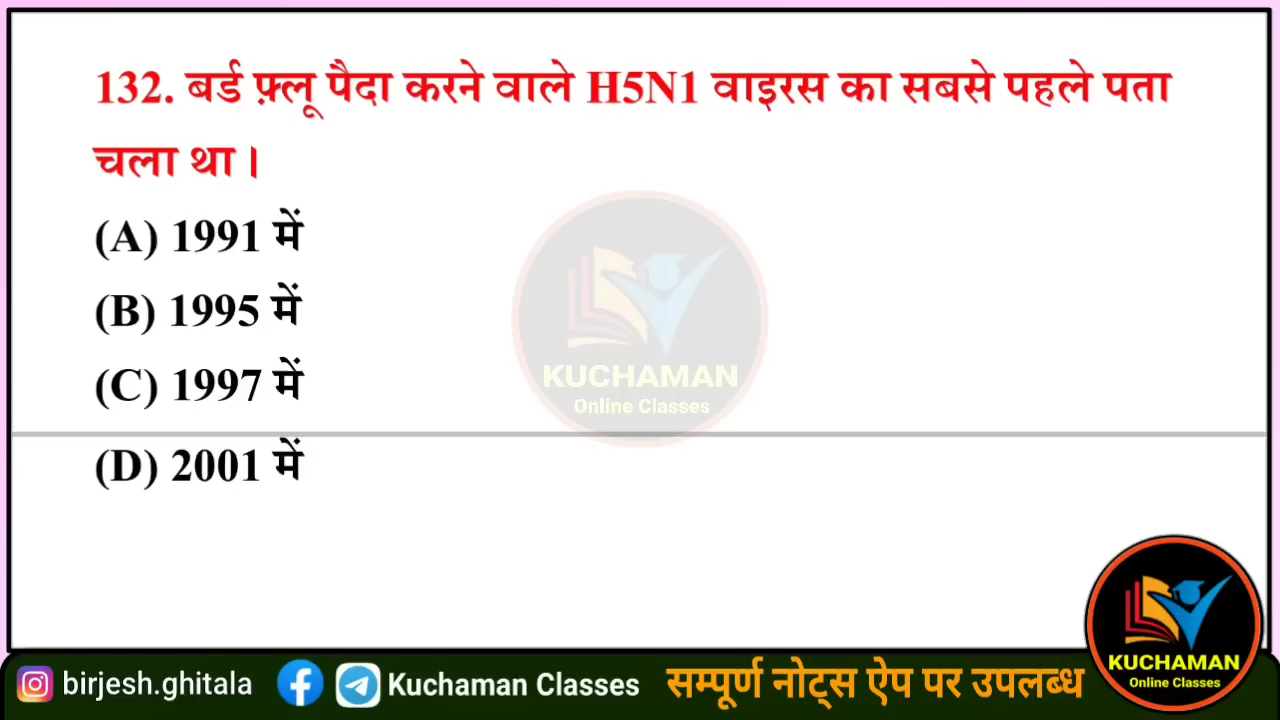 132. बर्ड फ़्लू पैदा करने वाले H5N1 वाइरस का सबसे पहले पता
चला था।
(A) 1991 में
(B) 1995 में
(C) 1997 में
(D) 2001 में
KUCHAMAN
Online Classes
birjesh.ghitala
Kuchaman Classes
सम्पूर्ण नोट्स ऐप पर उपलब्ध
KUCHAMAN
Online Classes